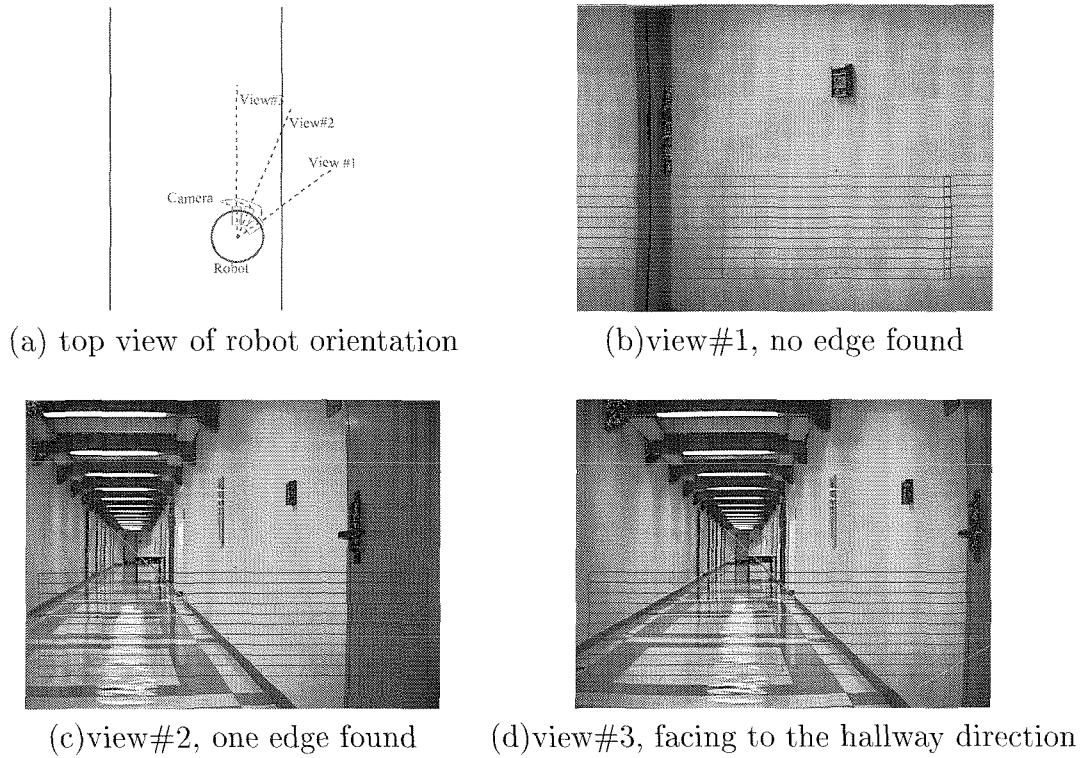 View#3
View#2
View #1
Camera
Robot
(a) top view of robot orientation
(b)view#1, no edge found
(c)view#2, one edge found
(d)view#3, facing to the hallway direction